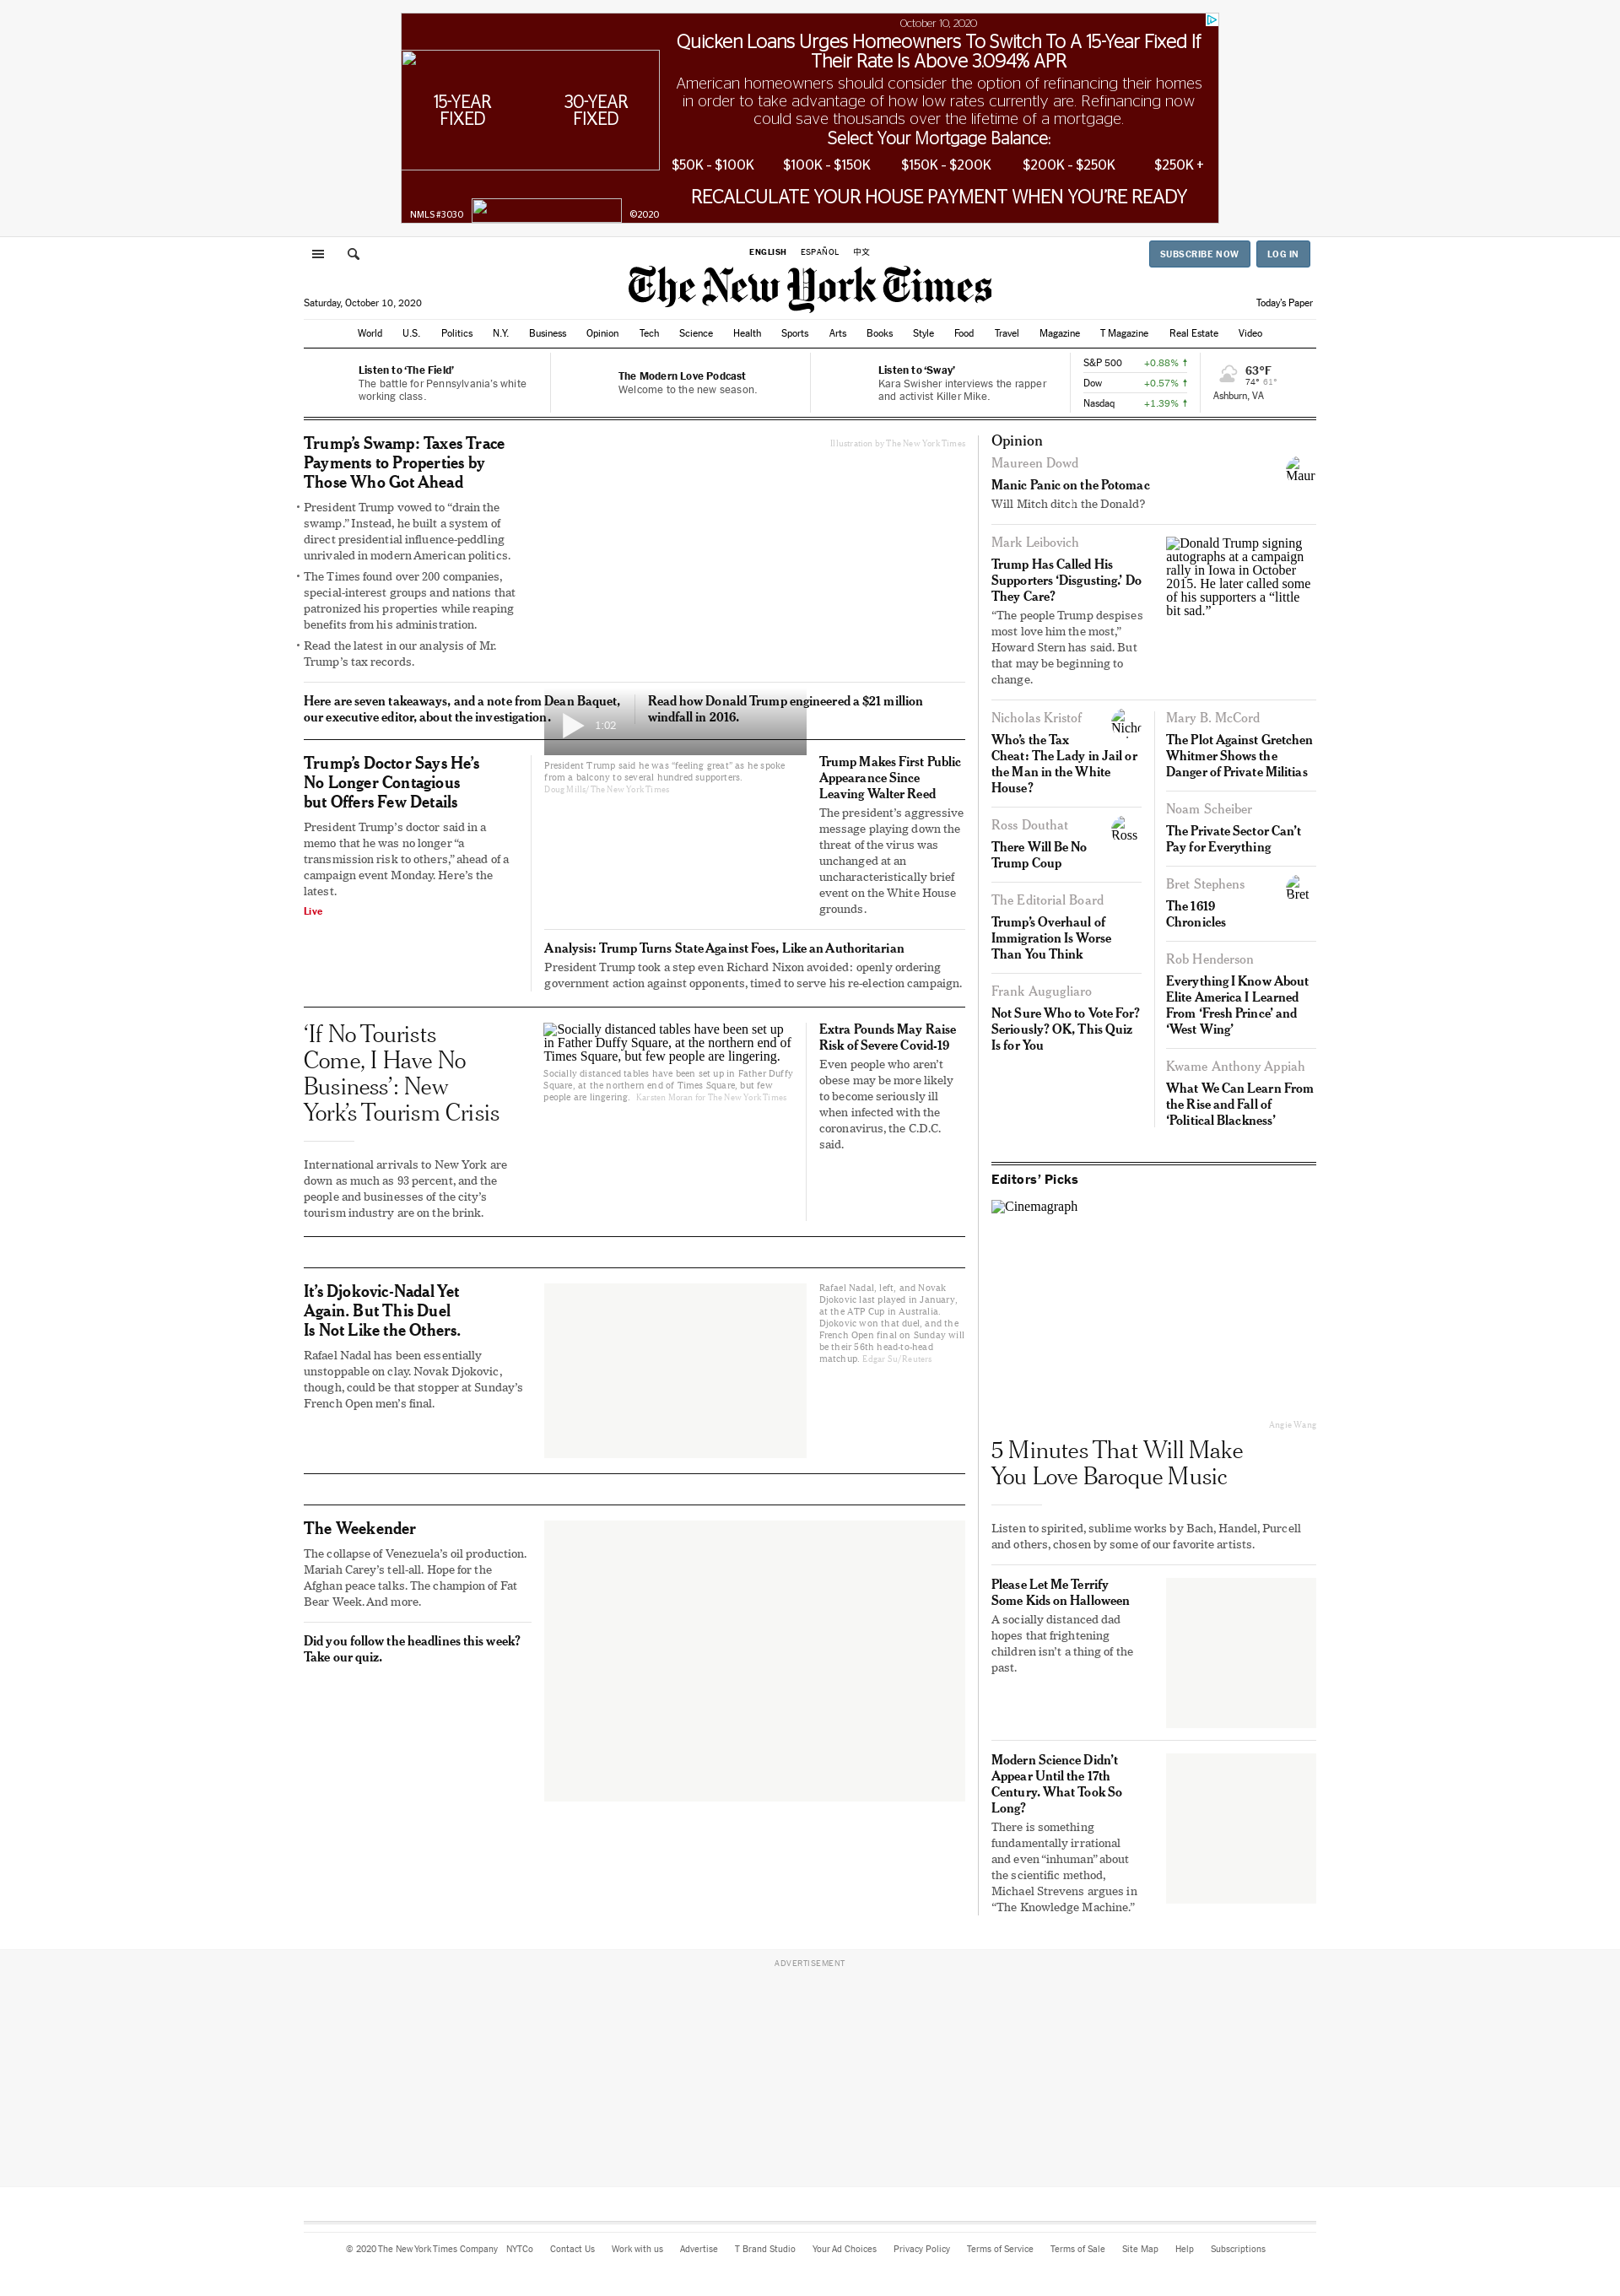 October 10, 2020
Quicken Loans Urges Homeowners To Switch To A 15-Year Fixed If
Their Rate Is Above 3.094% APR
American homeowners should consider the option of refinancing their homes
in order to take advantage of how low rates currently are. Refinancing now
could save thousands over the lifetime of a mortgage.
Select Your Mortgage Balance:
15-YEAR
FIXED
30-YEAR
FIXED
$50K - $100K
$100K - $150K
$150K - $200K
$200K - $250K
$250K +
RECALCULATE YOUR HOUSE PAYMENT WHEN YOU'RE READY
NMLS #3030
©2020
ENGLISH
ESPAÑOL
中文
SUBSCRIBE NOW
LOG IN
The New York Times
Saturday, October 10, 2020
Today's Paper
World
U.S.
Politics
N.Y.
Business
Opinion
Tech
Science
Health
Sports
Arts
Books
Style
Food
Travel
Magazine
T Magazine
Real Estate
Video
Listen to ‘The Field’
The battle for Pennsylvania's white
working class.
The Modern Love Podcast
Welcome to the new season.
Listen to ‘Sway’
Kara Swisher interviews the rapper
and activist Killer Mike.
S&P 500 +0.88% ↑
Dow +0.57% ↑
Nasdaq +1.39% ↑
63°F
74° 61°
Ashburn, VA
Trump’s Swamp: Taxes Trace
Payments to Properties by
Those Who Got Ahead
• President Trump vowed to “drain the
swamp.” Instead, he built a system of
direct presidential influence-peddling
unrivaled in modern American politics.
• The Times found over 200 companies,
special-interest groups and nations that
patronized his properties while reaping
benefits from his administration.
• Read the latest in our analysis of Mr.
Trump’s tax records.
Illustration by The New York Times
Here are seven takeaways, and a note from Dean Baquet,
our executive editor, about the investigation.
Read how Donald Trump engineered a $21 million
windfall in 2016.
Trump’s Doctor Says He’s
No Longer Contagious
but Offers Few Details
President Trump’s doctor said in a
memo that he was no longer “a
transmission risk to others,” ahead of a
campaign event Monday. Here’s the
latest.
Live
1:02
President Trump said he was “feeling great” as he spoke
from a balcony to several hundred supporters.
Doug Mills/The New York Times
Trump Makes First Public
Appearance Since
Leaving Walter Reed
The president’s aggressive
message playing down the
threat of the virus was
unchanged at an
uncharacteristically brief
event on the White House
grounds.
Analysis: Trump Turns State Against Foes, Like an Authoritarian
President Trump took a step even Richard Nixon avoided: openly ordering
government action against opponents, timed to serve his re-election campaign.
‘If No Tourists
Come, I Have No
Business’: New
York’s Tourism Crisis
International arrivals to New York are
down as much as 93 percent, and the
people and businesses of the city’s
tourism industry are on the brink.
Socially distanced tables have been set up
in Father Duffy Square, at the northern end of
Times Square, but few people are lingering.
Socially distanced tables have been set up in Father Duffy
Square, at the northern end of Times Square, but few
people are lingering. Karsten Moran for The New York Times
Extra Pounds May Raise
Risk of Severe Covid-19
Even people who aren’t
obese may be more likely
to become seriously ill
when infected with the
coronavirus, the C.D.C.
said.
It’s Djokovic-Nadal Yet
Again. But This Duel
Is Not Like the Others.
Rafael Nadal has been essentially
unstoppable on clay. Novak Djokovic,
though, could be that stopper at Sunday’s
French Open men’s final.
Rafael Nadal, left, and Novak
Djokovic last played in January,
at the ATP Cup in Australia.
Djokovic won that duel, and the
French Open final on Sunday will
be their 56th head-to-head
matchup. Edgar Su/Reuters
The Weekender
The collapse of Venezuela’s oil production.
Mariah Carey’s tell-all. Hope for the
Afghan peace talks. The champion of Fat
Bear Week. And more.
Did you follow the headlines this week?
Take our quiz.
Opinion
Maureen Dowd
Manic Panic on the Potomac
Will Mitch ditch the Donald?
Maur
Mark Leibovich
Trump Has Called His
Supporters ‘Disgusting.’ Do
They Care?
“The people Trump despises
most love him the most,”
Howard Stern has said. But
that may be beginning to
change.
Donald Trump signing
autographs at a campaign
rally in Iowa in October
2015. He later called some
of his supporters a “little
bit sad.”
Nicholas Kristof
Who’s the Tax
Cheat: The Lady in Jail or
the Man in the White
House?
Ross Douthat
There Will Be No
Trump Coup
Ross
The Editorial Board
Trump’s Overhaul of
Immigration Is Worse
Than You Think
Frank Augugliaro
Not Sure Who to Vote For?
Seriously? OK, This Quiz
Is for You
Mary B. McCord
The Plot Against Gretchen
Whitmer Shows the
Danger of Private Militias
Noam Scheiber
The Private Sector Can’t
Pay for Everything
Bret Stephens
The 1619
Chronicles
Bret
Rob Henderson
Everything I Know About
Elite America I Learned
From ‘Fresh Prince’ and
‘West Wing’
Kwame Anthony Appiah
What We Can Learn From
the Rise and Fall of
‘Political Blackness’
Editors’ Picks
Cinemagraph
Angie Wang
5 Minutes That Will Make
You Love Baroque Music
Listen to spirited, sublime works by Bach, Handel, Purcell
and others, chosen by some of our favorite artists.
Please Let Me Terrify
Some Kids on Halloween
A socially distanced dad
hopes that frightening
children isn’t a thing of the
past.
Modern Science Didn’t
Appear Until the 17th
Century. What Took So
Long?
There is something
fundamentally irrational
and even “inhuman” about
the scientific method,
Michael Strevens argues in
“The Knowledge Machine.”
ADVERTISEMENT
© 2020 The New York Times Company
NYTCo
Contact Us
Work with us
Advertise
T Brand Studio
Your Ad Choices
Privacy Policy
Terms of Service
Terms of Sale
Site Map
Help
Subscriptions